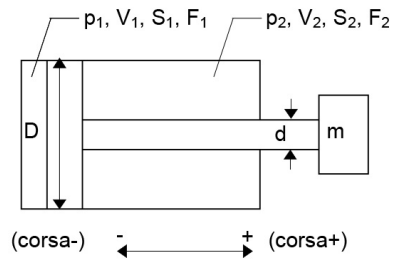 p₁, V₁, S₁, F₁ p₂, V₂, S₂, F₂
D d m
(corsa-) - + (corsa+)